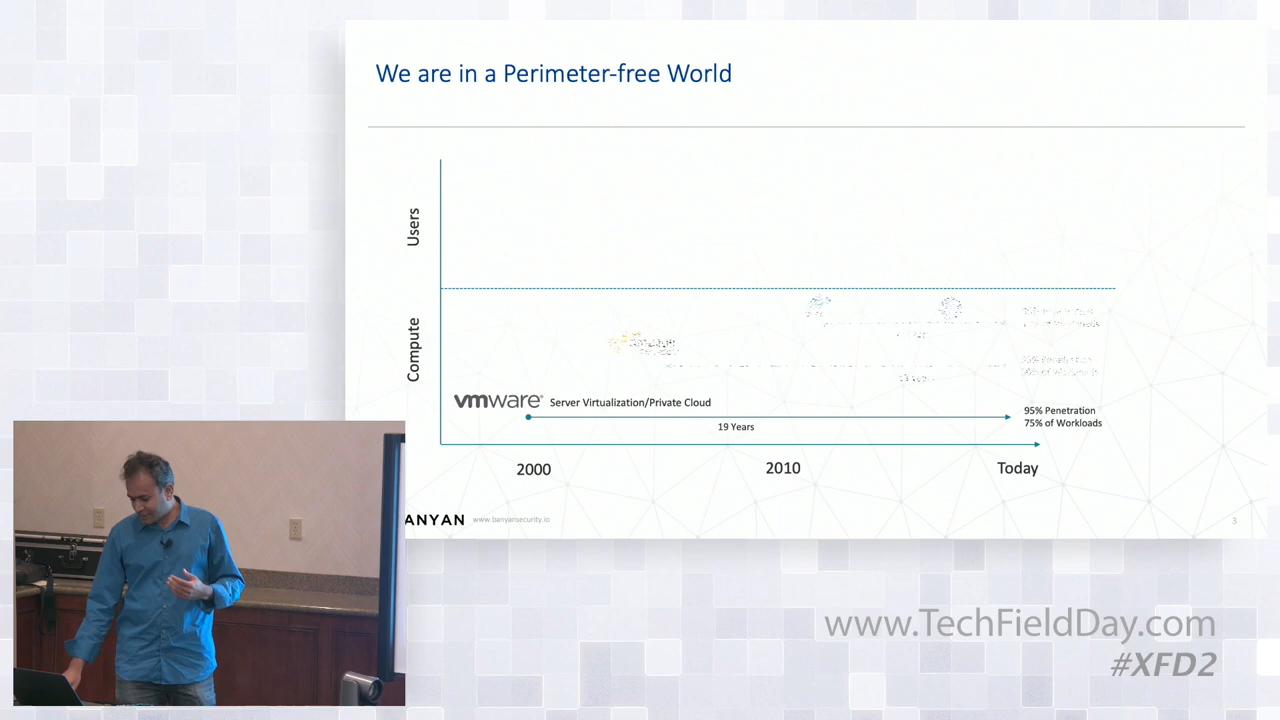 We are in a Perimeter-free World
Users
Compute
vmware® Server Virtualization/Private Cloud
19 Years
95% Penetration
75% of Workloads
2000
2010
Today
ANYAN www.banyansecurity.io
3
www.TechFieldDay.com
#XFD2